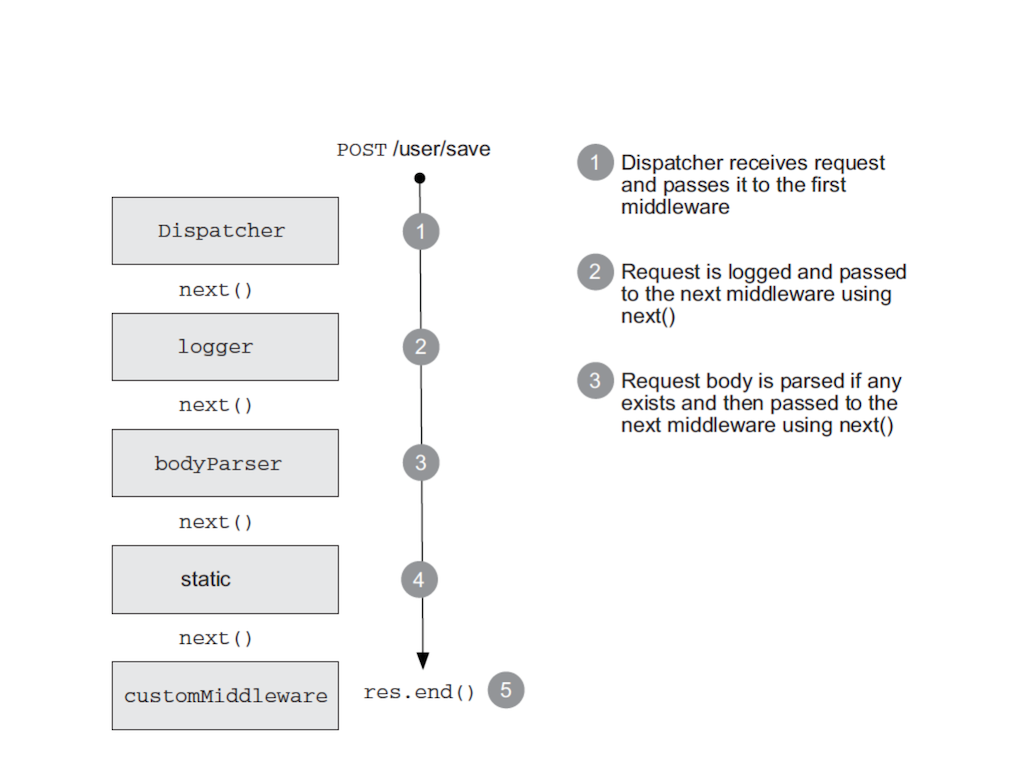 POST /user/save
1
Dispatcher
next()
2
logger
next()
3
bodyParser
next()
4
static
next()
customMiddleware
res.end() 5
1 Dispatcher receives request
and passes it to the first
middleware
2 Request is logged and passed
to the next middleware using
next()
3 Request body is parsed if any
exists and then passed to the
next middleware using next()